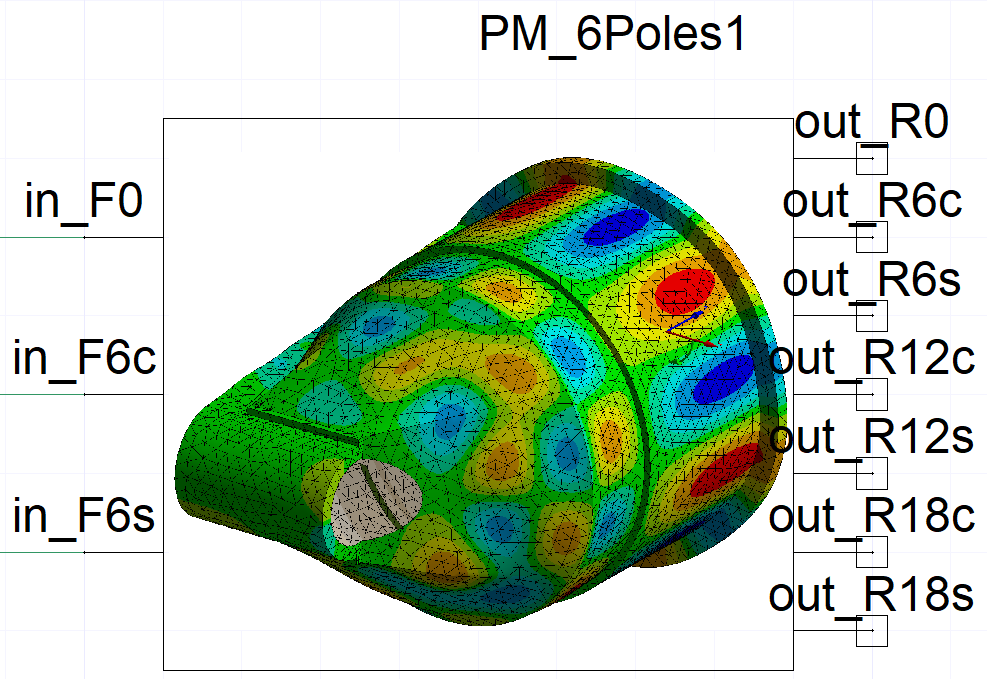 PM_6Poles1
out_R0
in_F0
out_R6c
out_R6s
in_F6c
out_R12c
out_R12s
in_F6s
out_R18c
out_R18s